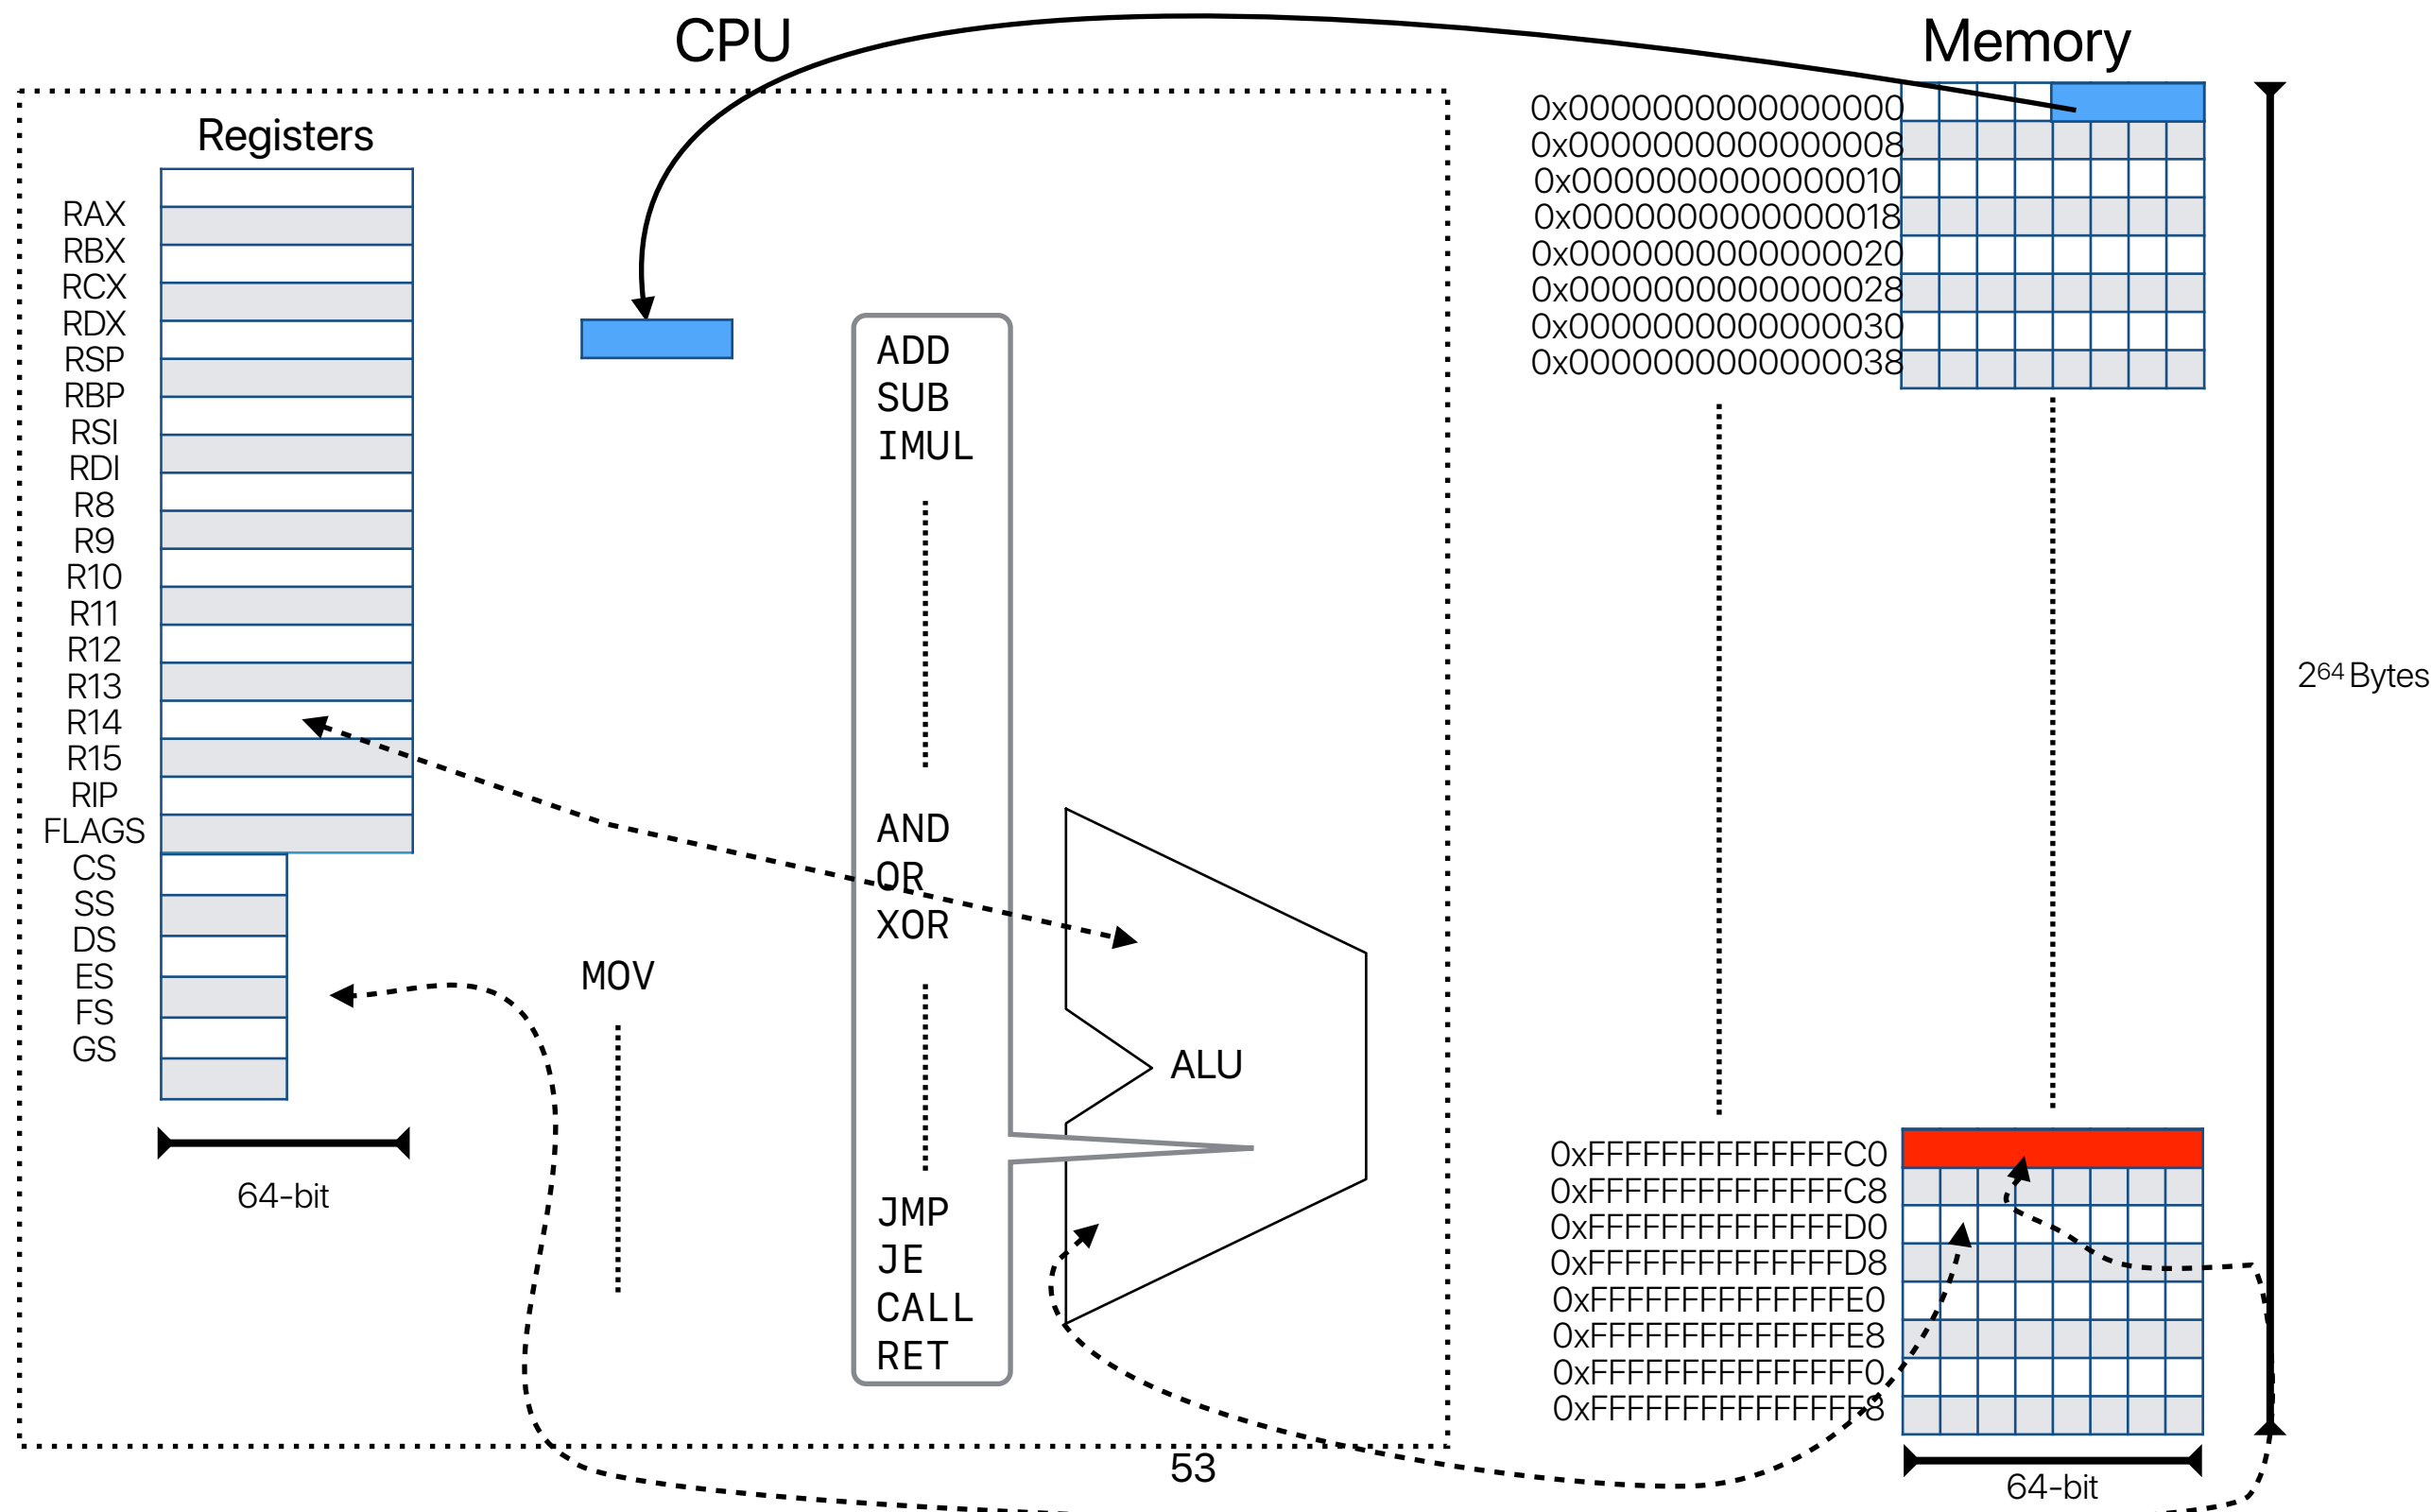 CPU
Memory
Registers
RAX
RBX
RCX
RDX
RSP
RBP
RSI
RDI
R8
R9
R10
R11
R12
R13
R14
R15
RIP
FLAGS
CS
SS
DS
ES
FS
GS
64-bit
MOV
ADD
SUB
IMUL
AND
OR
XOR
JMP
JE
CALL
RET
ALU
0x0000000000000000
0x0000000000000008
0x0000000000000010
0x0000000000000018
0x0000000000000020
0x0000000000000028
0x0000000000000030
0x0000000000000038
2⁶⁴ Bytes
0xFFFFFFFFFFFFFFC0
0xFFFFFFFFFFFFFFC8
0xFFFFFFFFFFFFFFD0
0xFFFFFFFFFFFFFFD8
0xFFFFFFFFFFFFFFE0
0xFFFFFFFFFFFFFFE8
0xFFFFFFFFFFFFFFF0
0xFFFFFFFFFFFFFFF8
64-bit
53